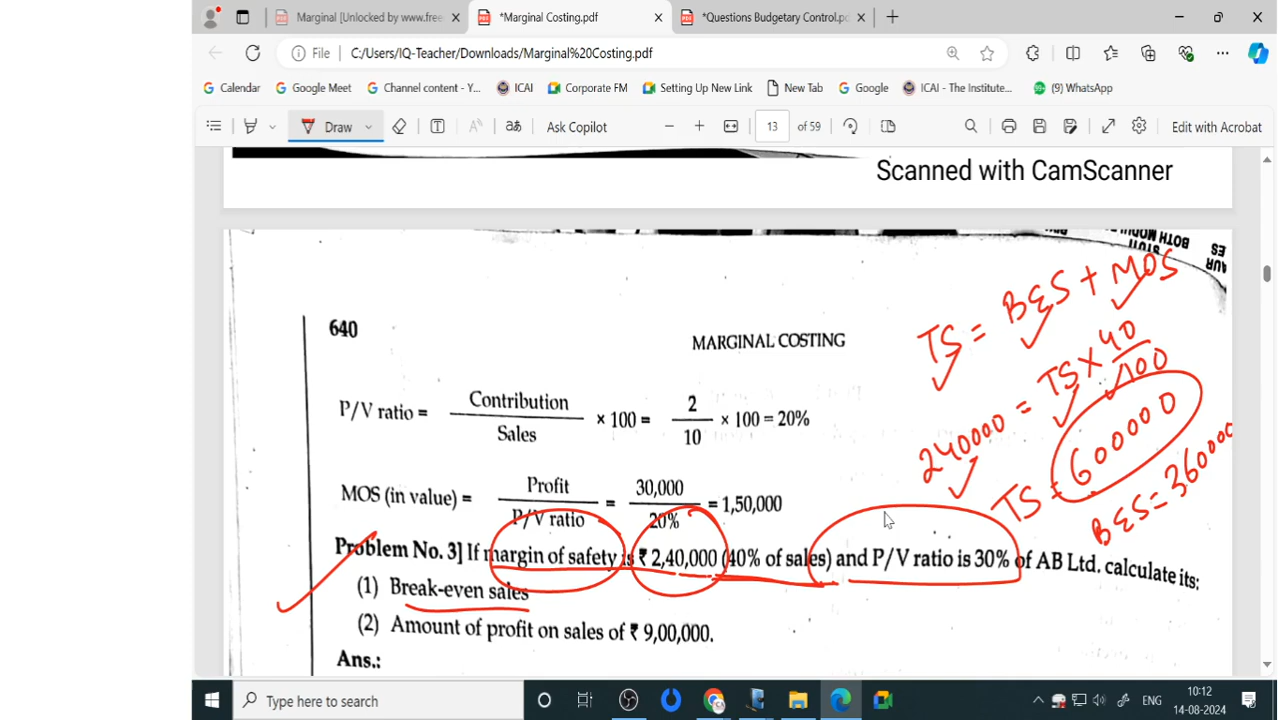 Marginal [Unlocked by www.free
*Marginal Costing.pdf
*Questions Budgetary Control.pd
File
C:/Users/IQ-Teacher/Downloads/Marginal%20Costing.pdf
Calendar
Google Meet
Channel content - Y...
ICAI
Corporate FM
Setting Up New Link
New Tab
Google
ICAI - The Institute...
(9) WhatsApp
Draw
Ask Copilot
13
of 59
Edit with Acrobat
Scanned with CamScanner
640
MARGINAL COSTING
P/V ratio = Contribution / Sales × 100 = 2 / 10 × 100 = 20%
MOS (in value) = Profit / P/V ratio = 30,000 / 20% = 1,50,000
TS = BES + MOS
240000 = TS × 40/100
TS = 600000
BES = 360000
Problem No. 3] If margin of safety is ₹ 2,40,000 (40% of sales) and P/V ratio is 30% of AB Ltd. calculate its:
(1) Break-even sales
(2) Amount of profit on sales of ₹ 9,00,000.
Ans.:
Type here to search
ENG
10:12
14-08-2024